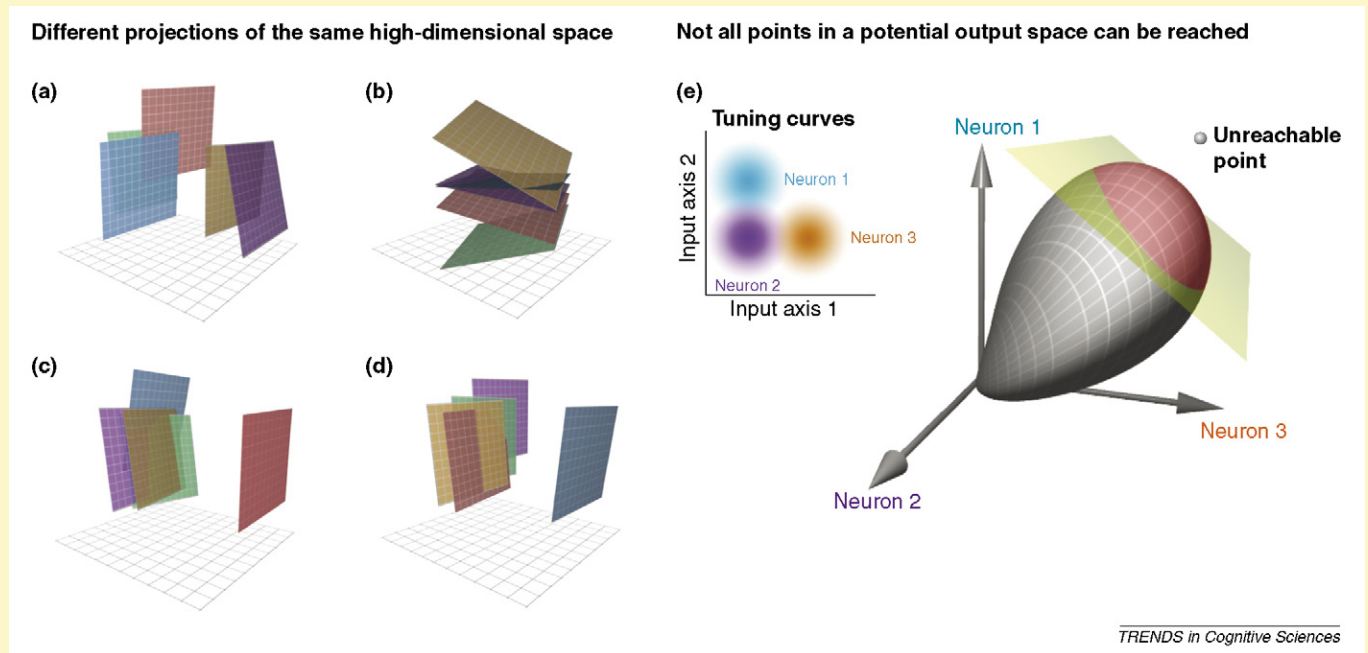 Different projections of the same high-dimensional space
(a)
(b)
(c)
(d)
Not all points in a potential output space can be reached
(e)
Tuning curves
Input axis 2
Neuron 1
Neuron 3
Neuron 2
Input axis 1
Neuron 1
Unreachable
point
Neuron 3
Neuron 2
TRENDS in Cognitive Sciences